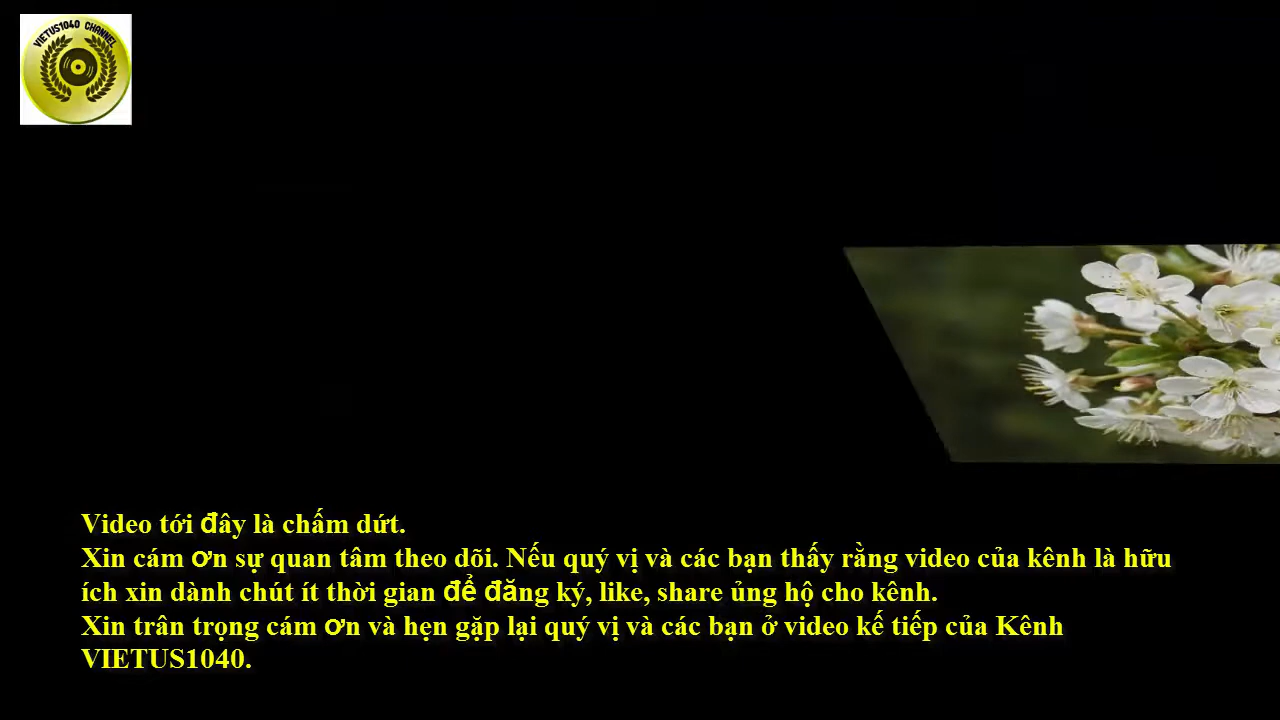 VIETUS1040 CHANNEL
Video tới đây là chấm dứt.
Xin cám ơn sự quan tâm theo dõi. Nếu quý vị và các bạn thấy rằng video của kênh là hữu
ích xin dành chút ít thời gian để đăng ký, like, share ủng hộ cho kênh.
Xin trân trọng cám ơn và hẹn gặp lại quý vị và các bạn ở video kế tiếp của Kênh
VIETUS1040.